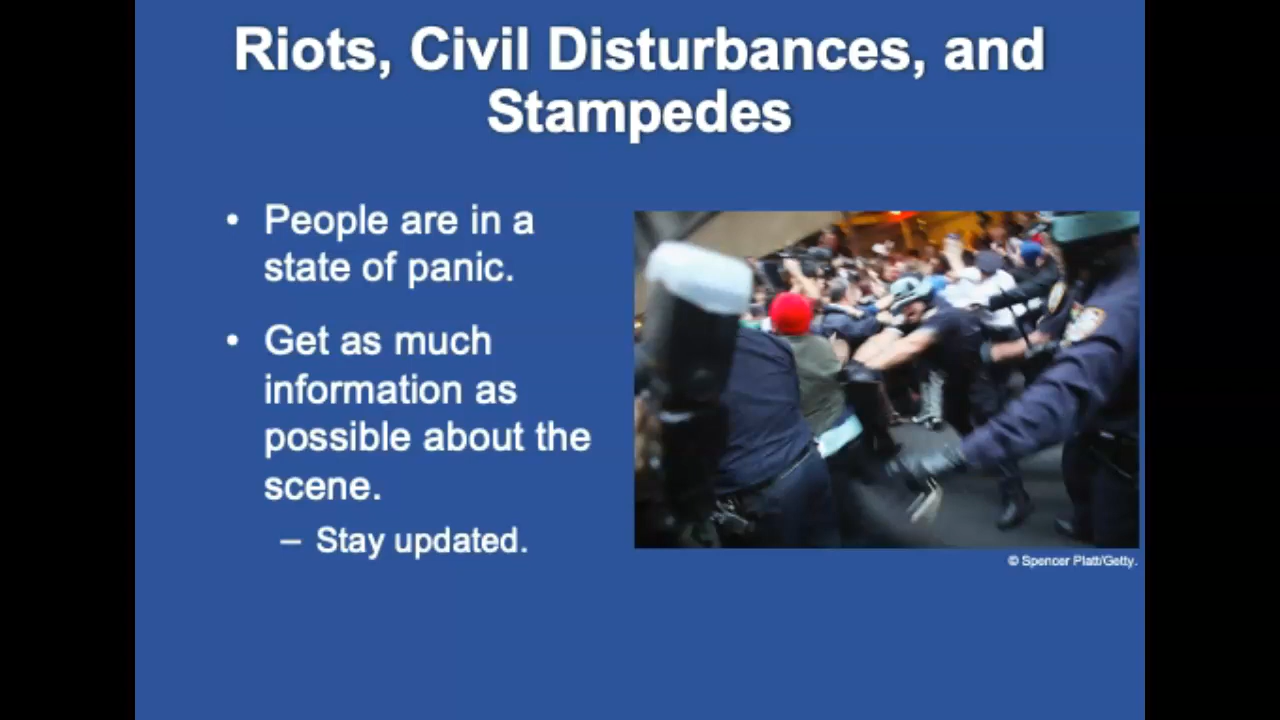 Riots, Civil Disturbances, and
Stampedes
• People are in a
state of panic.
• Get as much
information as
possible about the
scene.
– Stay updated.
© Spencer Platt/Getty.